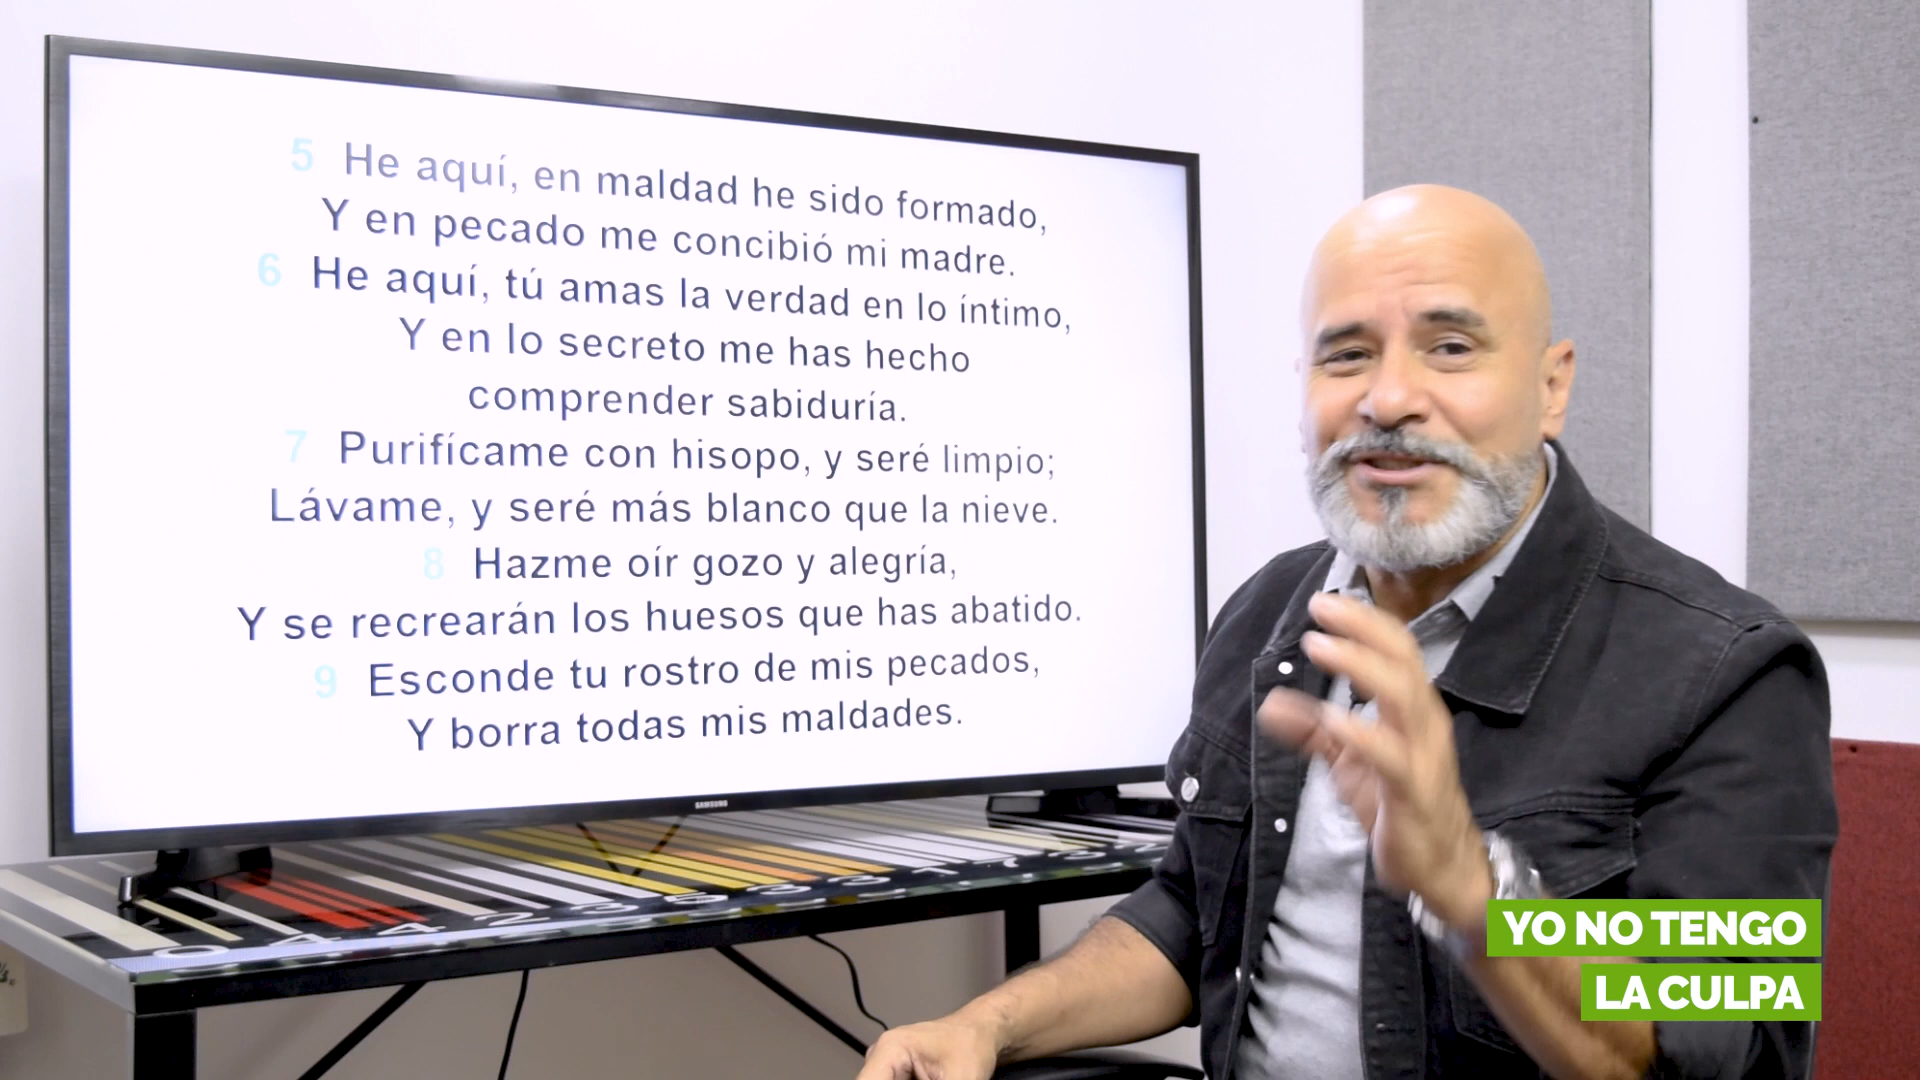 5 He aquí, en maldad he sido formado,
Y en pecado me concibió mi madre.
6 He aquí, tú amas la verdad en lo íntimo,
Y en lo secreto me has hecho
comprender sabiduría.
7 Purifícame con hisopo, y seré limpio;
Lávame, y seré más blanco que la nieve.
8 Hazme oír gozo y alegría,
Y se recrearán los huesos que has abatido.
9 Esconde tu rostro de mis pecados,
Y borra todas mis maldades.
SAMSUNG
YO NO TENGO
LA CULPA